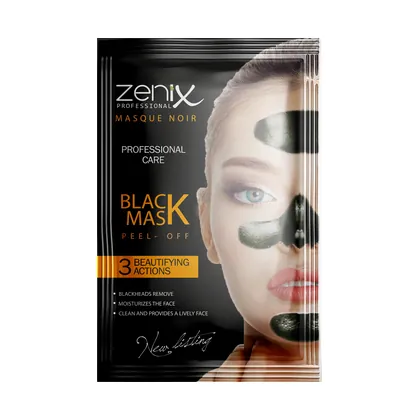 zenix
PROFESSIONAL
MASQUE NOIR
PROFESSIONAL
CARE
BLACK
MASK
PEEL- OFF
3 BEAUTIFYING
ACTIONS
• BLACKHEADS REMOVE
• MOISTURIZES THE FACE
• CLEAN AND PROVIDES A LIVELY FACE
New listing